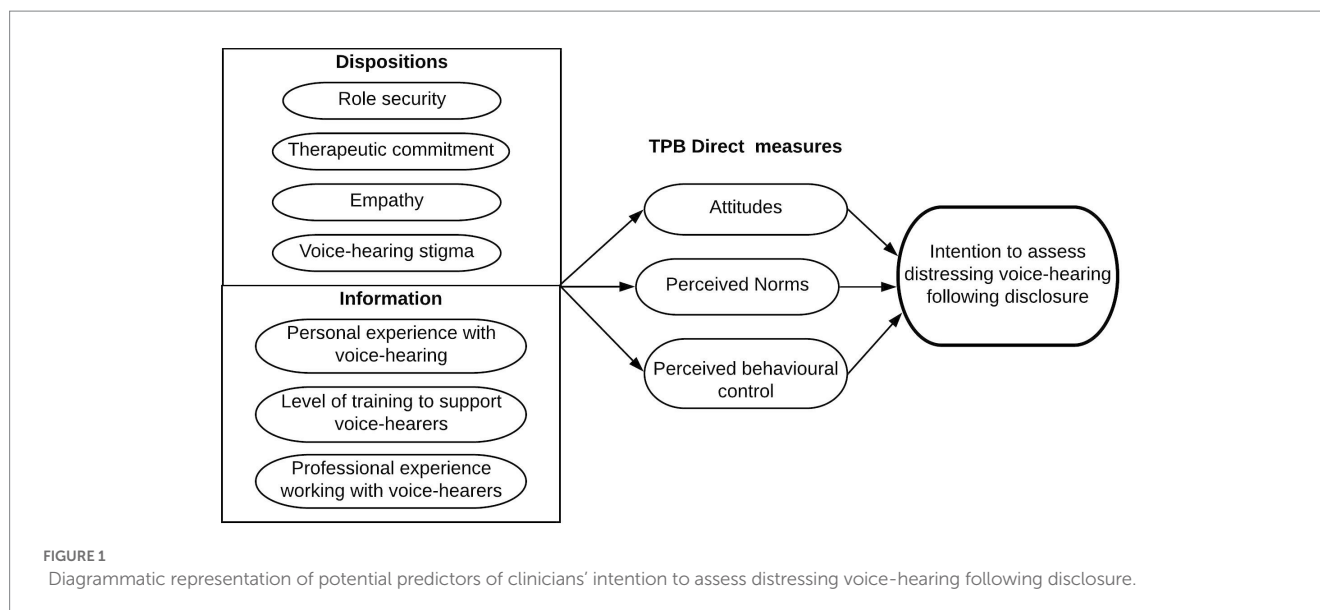 Dispositions
Role security
Therapeutic commitment
Empathy
Voice-hearing stigma
Information
Personal experience with
voice-hearing
Level of training to support
voice-hearers
Professional experience
working with voice-hearers
TPB Direct measures
Attitudes
Perceived Norms
Perceived behavioural
control
Intention to assess
distressing voice-hearing
following disclosure
FIGURE 1
Diagrammatic representation of potential predictors of clinicians’ intention to assess distressing voice-hearing following disclosure.